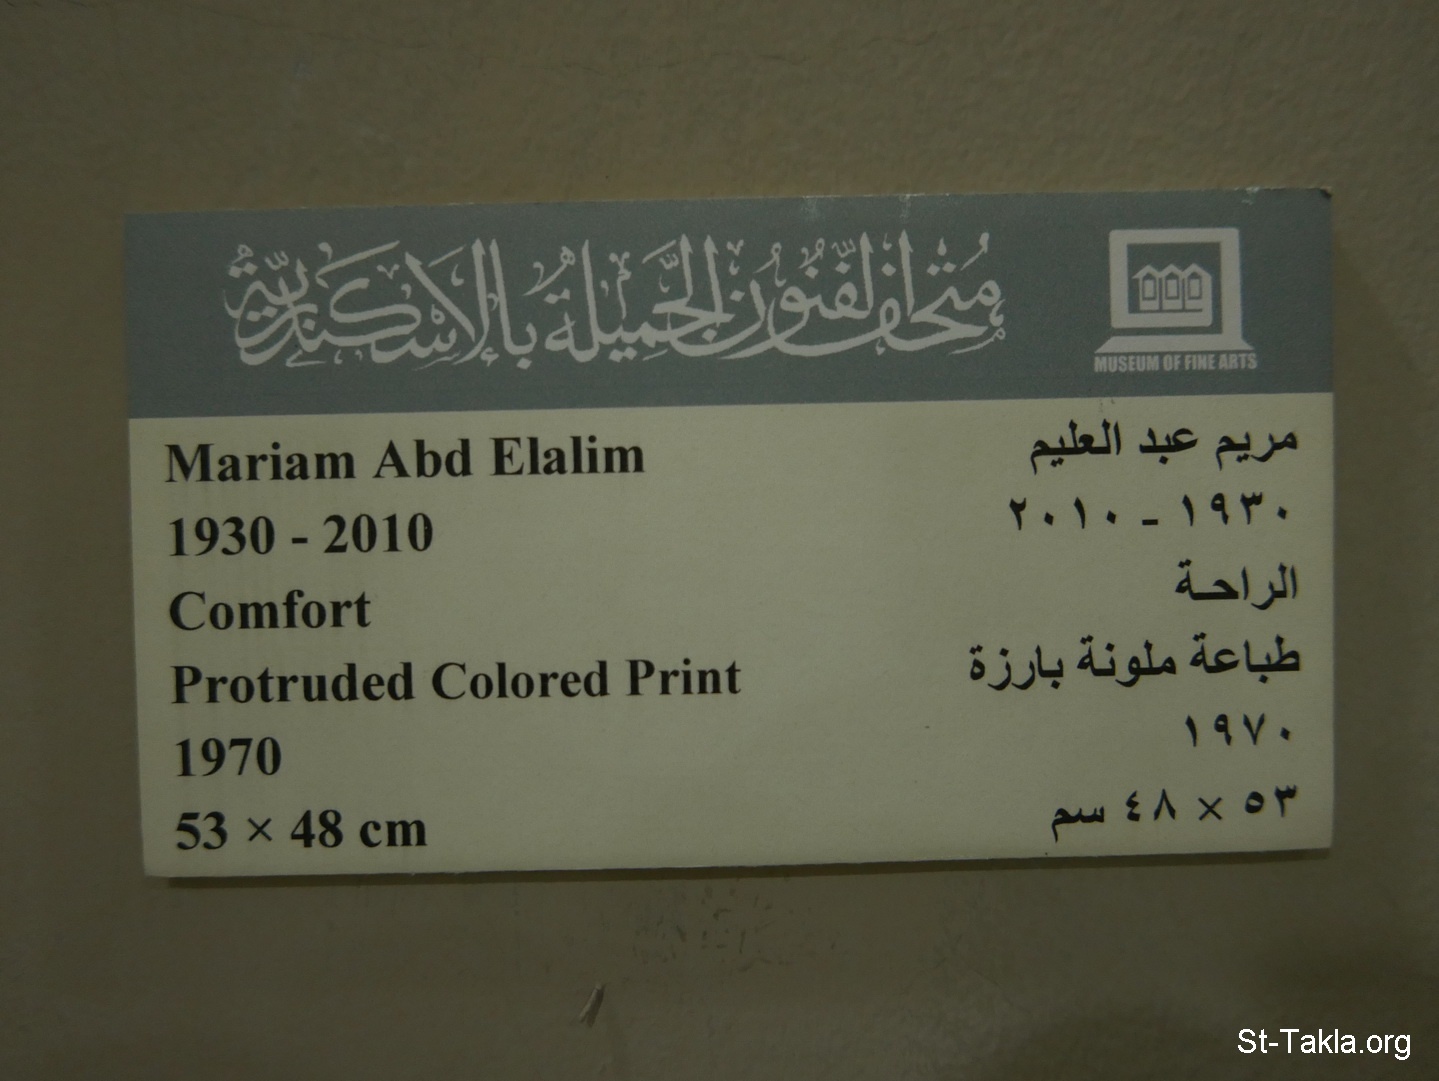 متحف الفنون الجميلة بالإسكندرية
MUSEUM OF FINE ARTS
Mariam Abd Elalim
1930 - 2010
Comfort
Protruded Colored Print
1970
53 × 48 cm
مريم عبد العليم
١٩٣٠ - ٢٠١٠
الراحـة
طباعة ملونة بارزة
١٩٧٠
٥٣ × ٤٨ سم
St-Takla.org